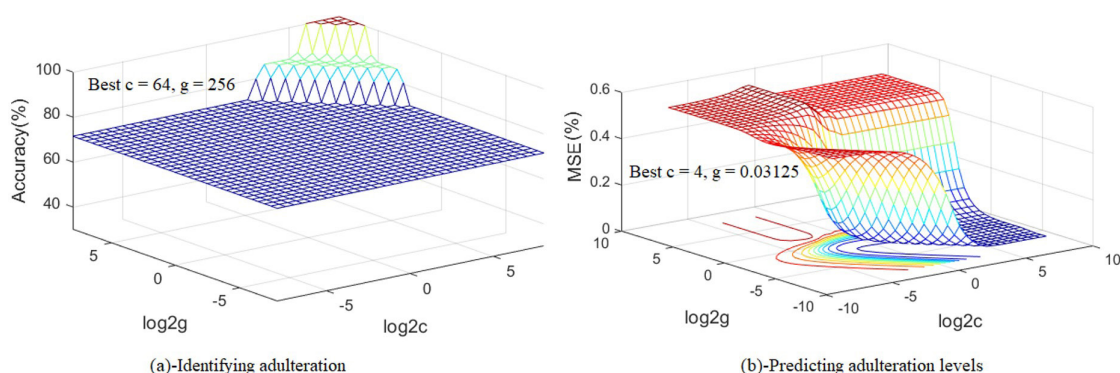 100
80
60
40
Accuracy(%)
Best c = 64, g = 256
5
0
-5
log2g
-5
0
5
log2c
(a)-Identifying adulteration
0.6
0.4
0.2
0
MSE(%)
Best c = 4, g = 0.03125
10
5
0
-5
-10
log2g
-10
-5
0
5
10
log2c
(b)-Predicting adulteration levels